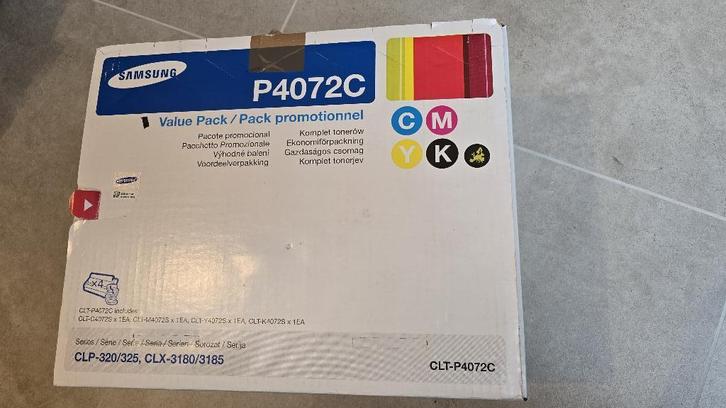 SAMSUNG
P4072C
Value Pack / Pack promotionnel
Pacote promocional
Pacchetto Promozionale
Výhodné balení
Voordeelverpakking
Komplet tonerów
Ekonomiförpackning
Gazdaságos csomag
Komplet tonerjev
C M
Y K
SAMSUNG
x4
CLT-P4072C includes
CLT-C4072S x 1EA, CLT-M4072S x 1EA, CLT-Y4072S x 1EA, CLT-K4072S x 1EA
Series / Série / Serie / Seria / Serien / Sorozat / Serija
CLP-320/325, CLX-3180/3185
CLT-P4072C